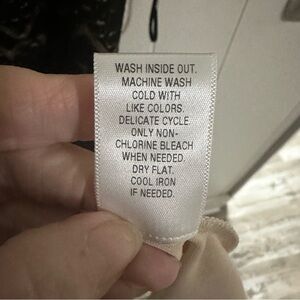 WASH INSIDE OUT.
MACHINE WASH
COLD WITH
LIKE COLORS.
DELICATE CYCLE.
ONLY NON-
CHLORINE BLEACH
WHEN NEEDED.
DRY FLAT.
COOL IRON
IF NEEDED.